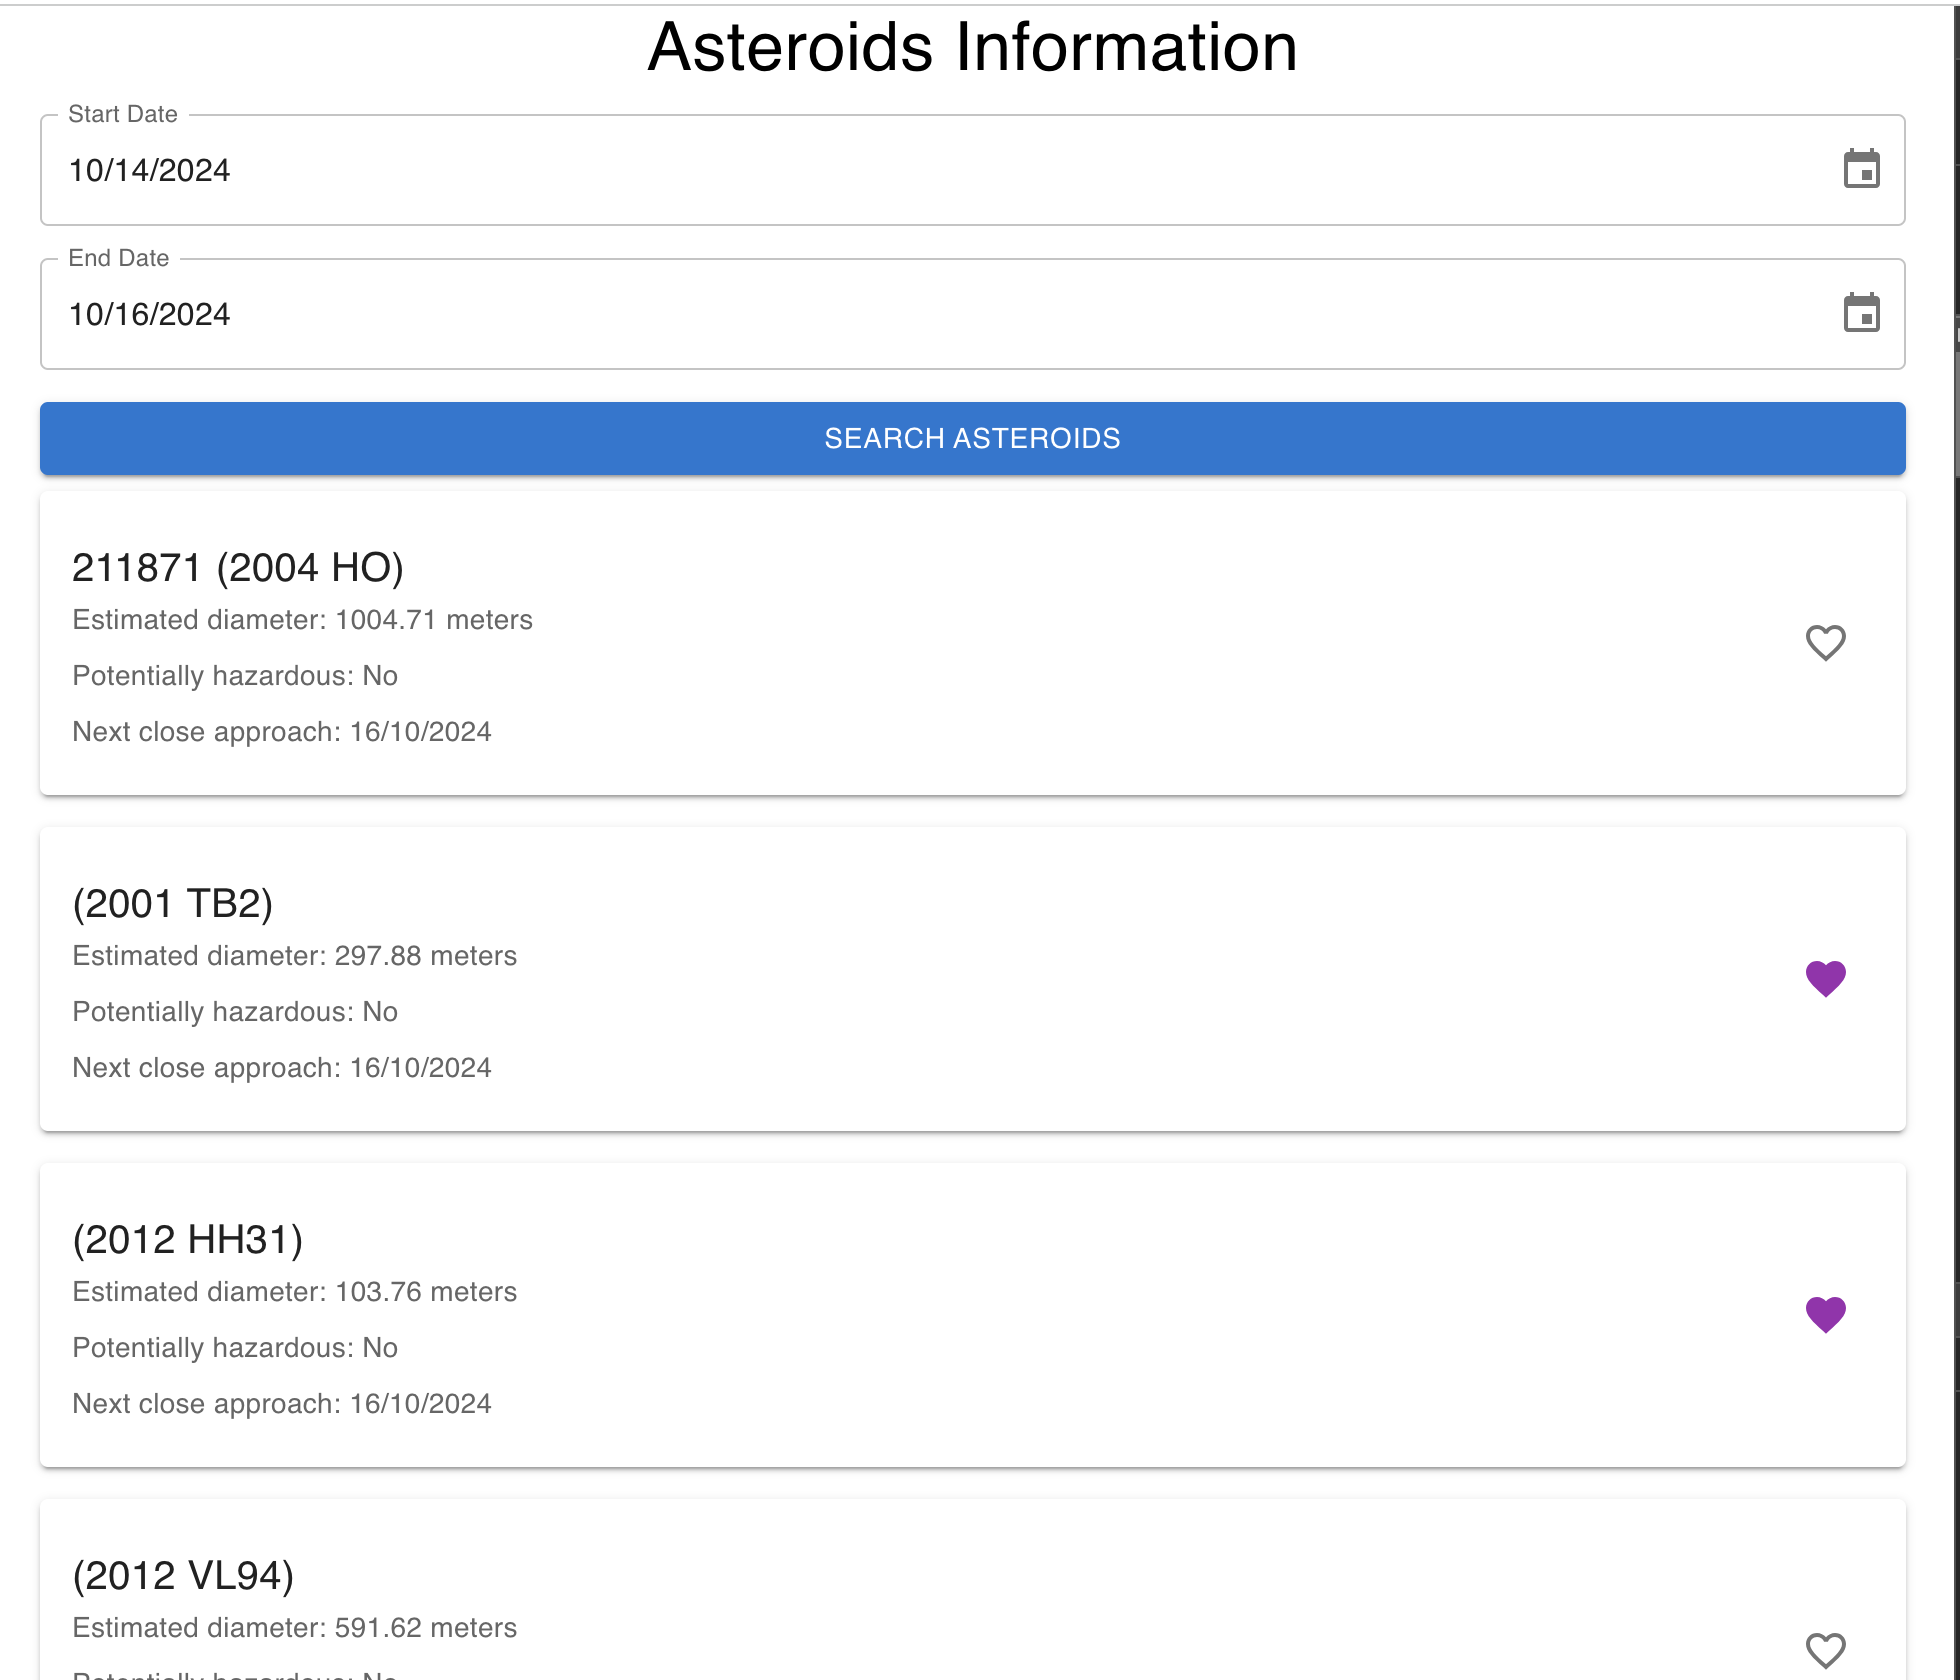 Asteroids Information
Start Date
10/14/2024
End Date
10/16/2024
SEARCH ASTEROIDS
211871 (2004 HO)
Estimated diameter: 1004.71 meters
Potentially hazardous: No
Next close approach: 16/10/2024
(2001 TB2)
Estimated diameter: 297.88 meters
Potentially hazardous: No
Next close approach: 16/10/2024
(2012 HH31)
Estimated diameter: 103.76 meters
Potentially hazardous: No
Next close approach: 16/10/2024
(2012 VL94)
Estimated diameter: 591.62 meters
Potentially hazardous: No